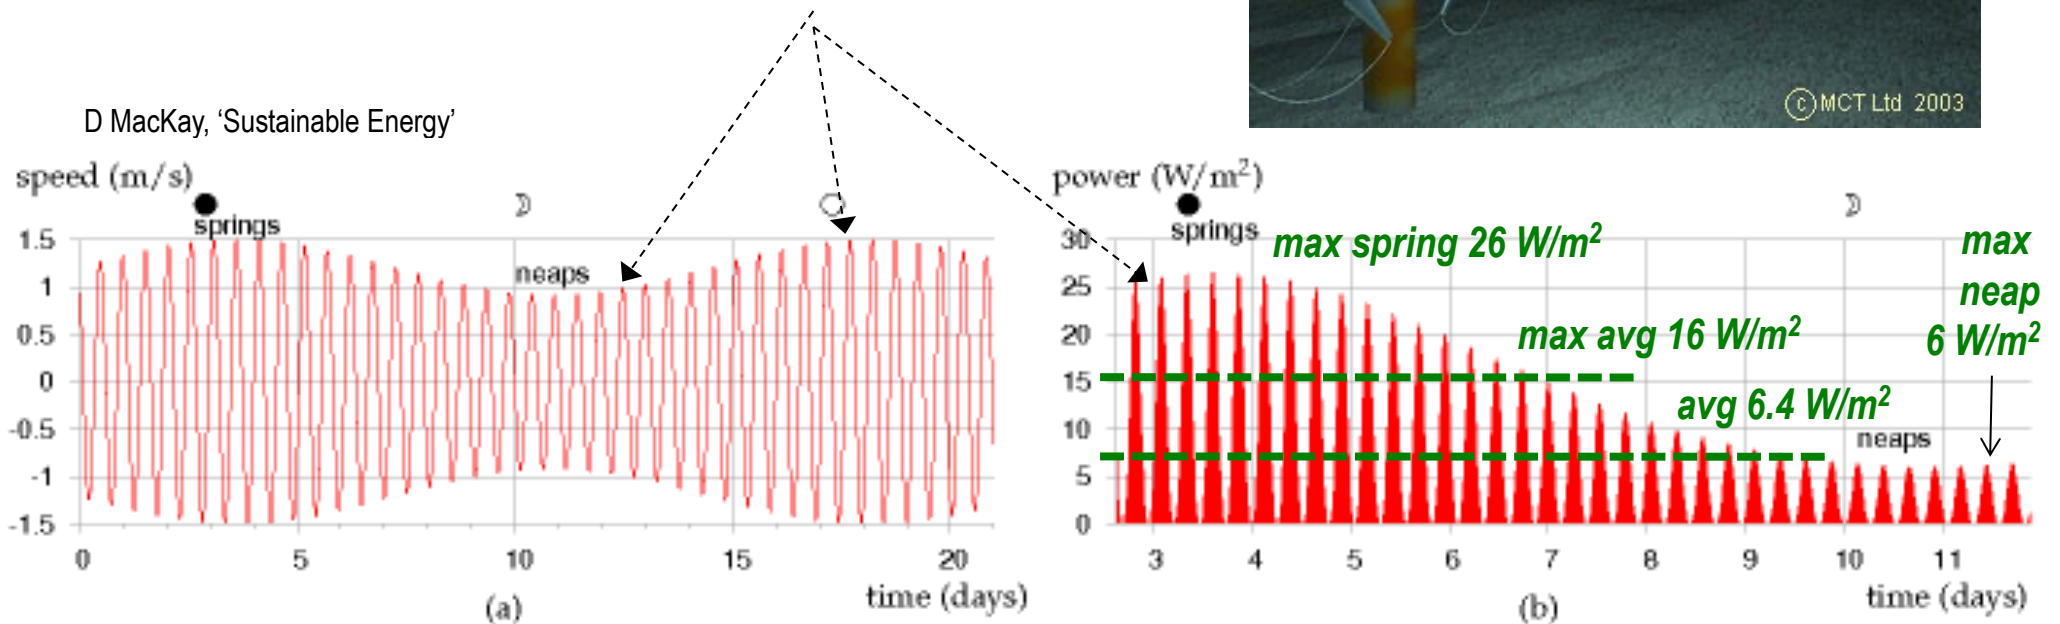 ©MCT Ltd 2003
D MacKay, ‘Sustainable Energy’
speed (m/s)
springs
neaps
1.5
1
0.5
0
-0.5
-1
-1.5
0 5 10 15 20
time (days)
(a)
power (W/m²)
springs
max spring 26 W/m²
max avg 16 W/m²
avg 6.4 W/m²
max
neap
6 W/m²
neaps
30
25
20
15
10
5
0
3 4 5 6 7 8 9 10 11
time (days)
(b)